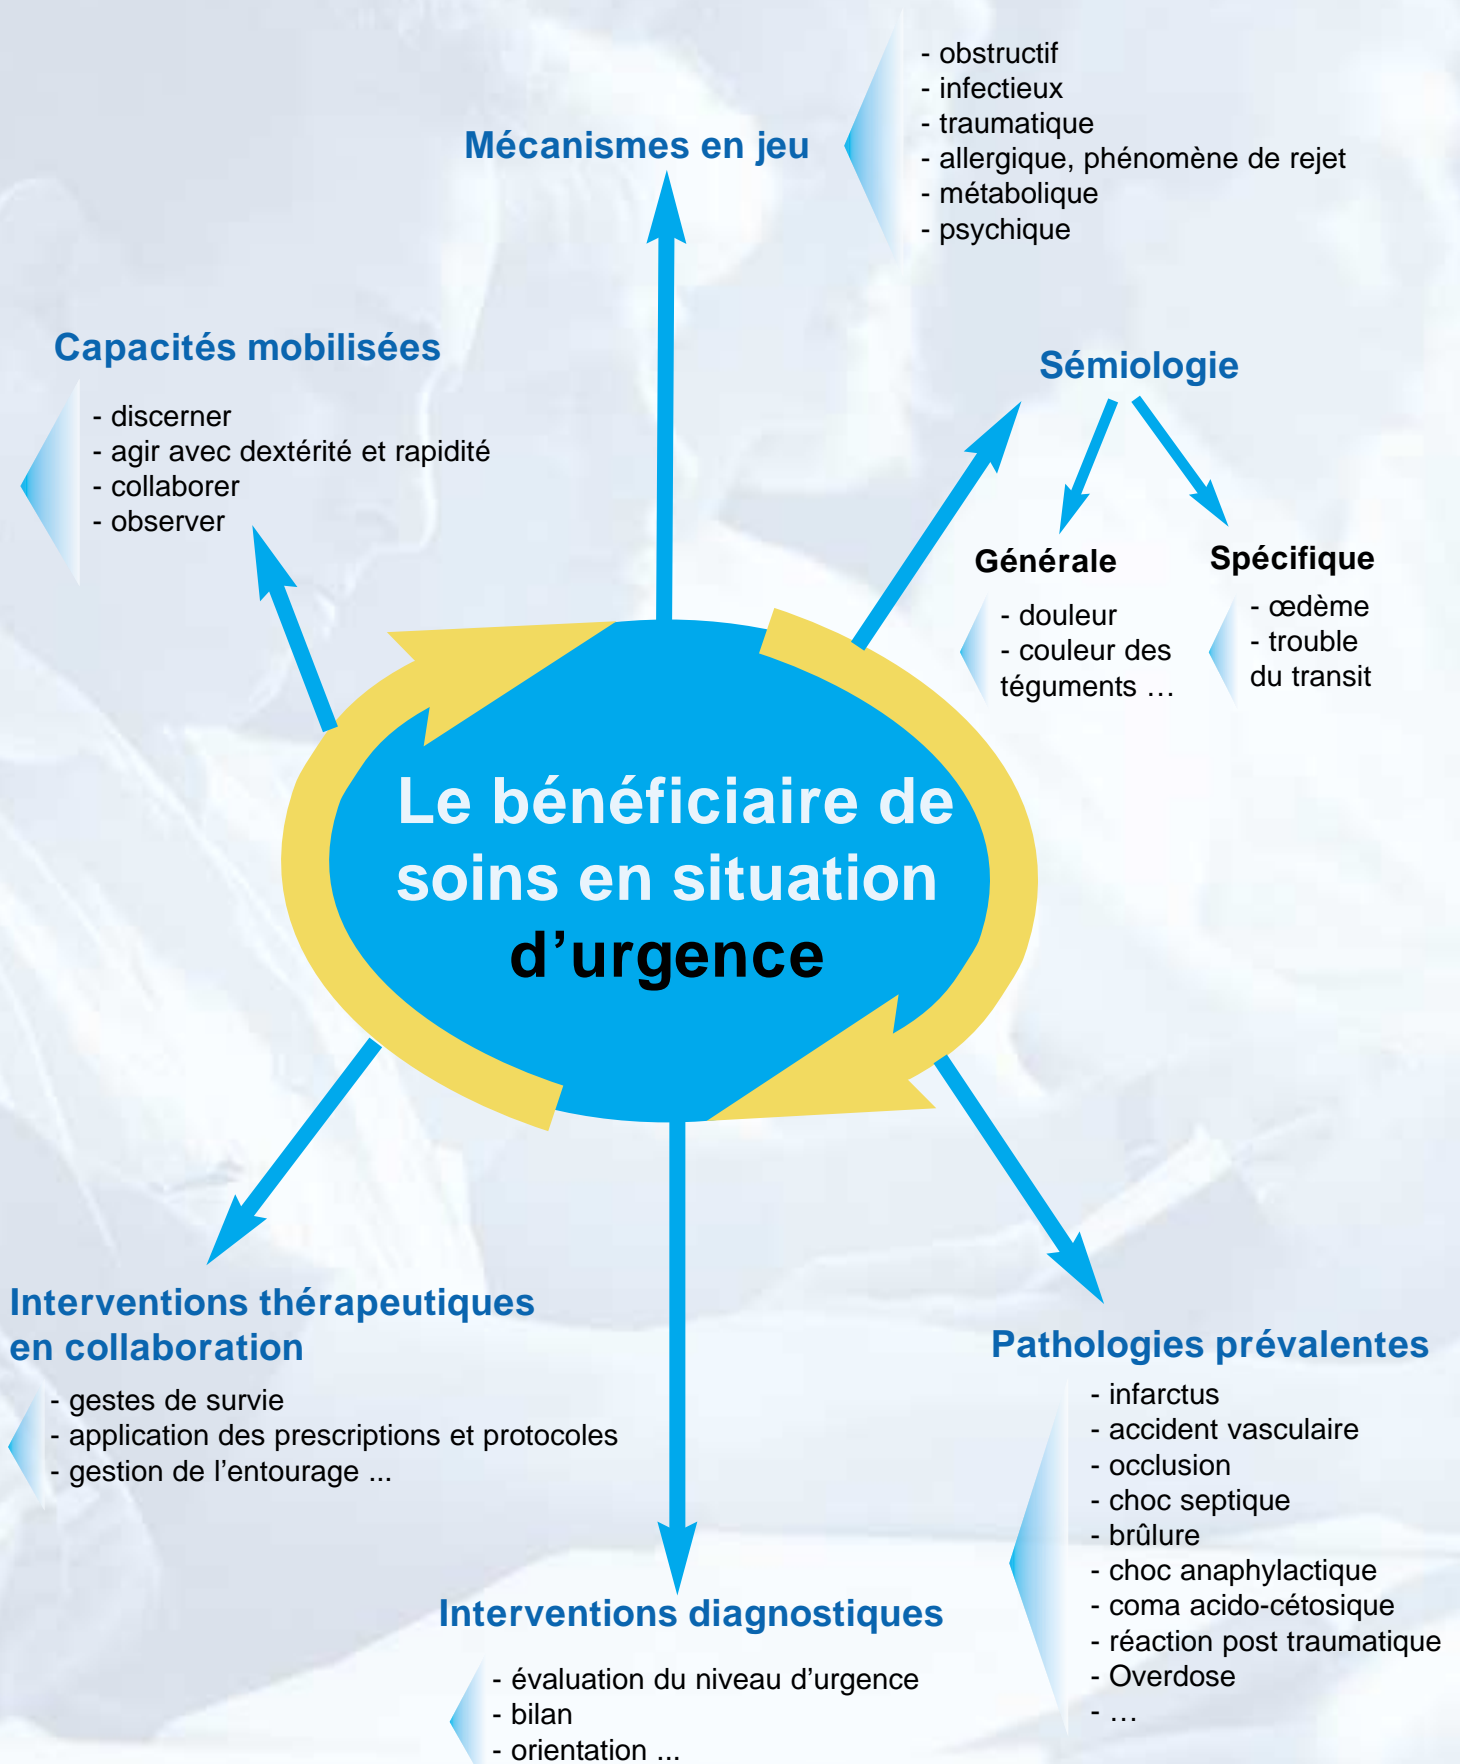 Mécanismes en jeu
- obstructif
- infectieux
- traumatique
- allergique, phénomène de rejet
- métabolique
- psychique
Capacités mobilisées
- discerner
- agir avec dextérité et rapidité
- collaborer
- observer
Sémiologie
Générale
- douleur
- couleur des
téguments …
Spécifique
- œdème
- trouble
du transit
Le bénéficiaire de
soins en situation
d’urgence
Interventions thérapeutiques
en collaboration
- gestes de survie
- application des prescriptions et protocoles
- gestion de l’entourage ...
Pathologies prévalentes
- infarctus
- accident vasculaire
- occlusion
- choc septique
- brûlure
- choc anaphylactique
- coma acido-cétosique
- réaction post traumatique
- Overdose
- …
Interventions diagnostiques
- évaluation du niveau d’urgence
- bilan
- orientation ...